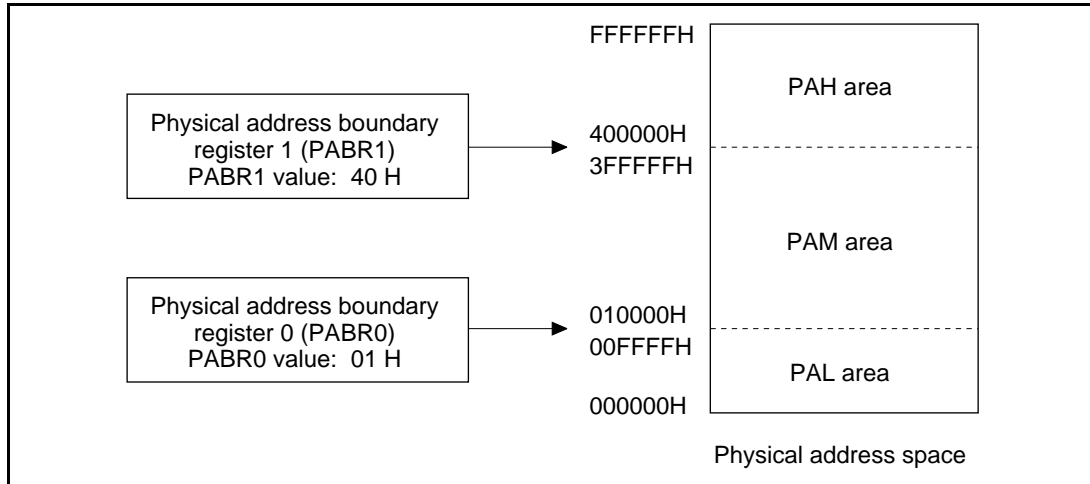 FFFFFFH
PAH area
Physical address boundary
register 1 (PABR1)
PABR1 value: 40 H
400000H
3FFFFFH
PAM area
Physical address boundary
register 0 (PABR0)
PABR0 value: 01 H
010000H
00FFFFH
PAL area
000000H
Physical address space